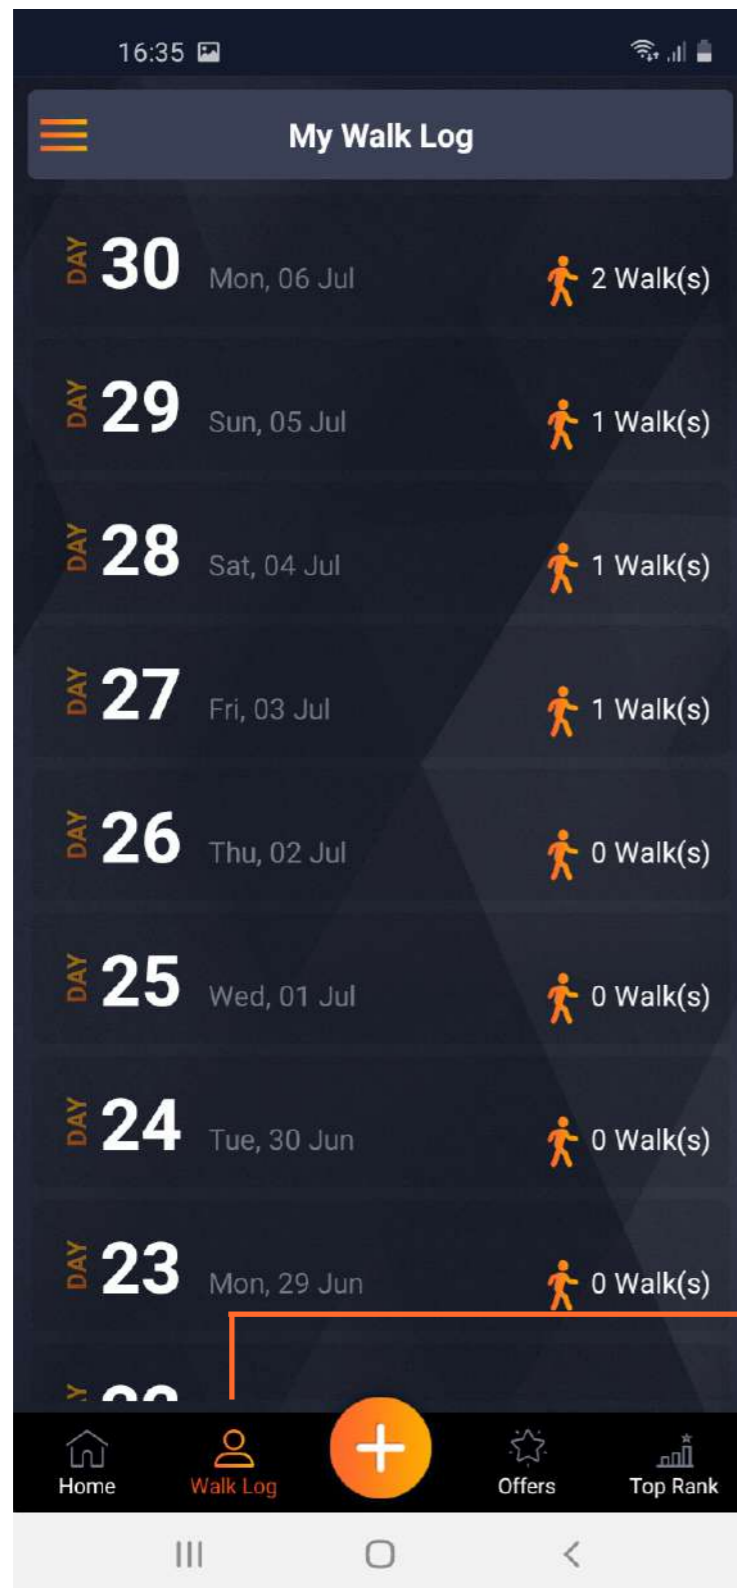 16:35
My Walk Log
DAY 30 Mon, 06 Jul 2 Walk(s)
DAY 29 Sun, 05 Jul 1 Walk(s)
DAY 28 Sat, 04 Jul 1 Walk(s)
DAY 27 Fri, 03 Jul 1 Walk(s)
DAY 26 Thu, 02 Jul 0 Walk(s)
DAY 25 Wed, 01 Jul 0 Walk(s)
DAY 24 Tue, 30 Jun 0 Walk(s)
DAY 23 Mon, 29 Jun 0 Walk(s)
Home Walk Log Offers Top Rank